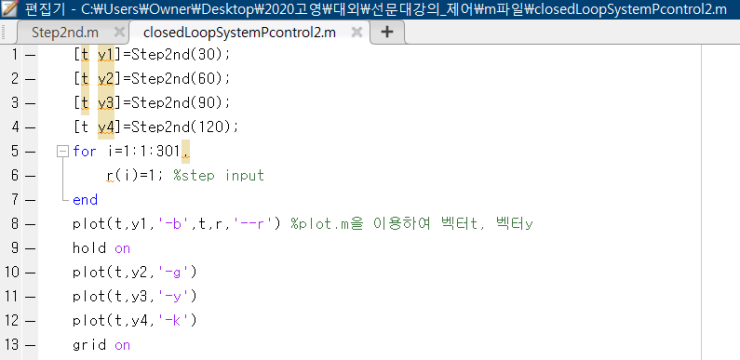 편집기 - C:₩Users₩Owner₩Desktop₩2020고영₩대외₩선문대강의_제어₩m파일₩closedLoopSystemPcontrol2.m
Step2nd.m × closedLoopSystemPcontrol2.m × +
1 — [t y1]=Step2nd(30);
2 — [t y2]=Step2nd(60);
3 — [t y3]=Step2nd(90);
4 — [t y4]=Step2nd(120);
5 — for i=1:1:301,
6 — r(i)=1; %step input
7 — end
8 — plot(t,y1,'-b',t,r,'--r') %plot.m을 이용하여 벡터t, 벡터y
9 — hold on
10 — plot(t,y2,'-g')
11 — plot(t,y3,'-y')
12 — plot(t,y4,'-k')
13 — grid on